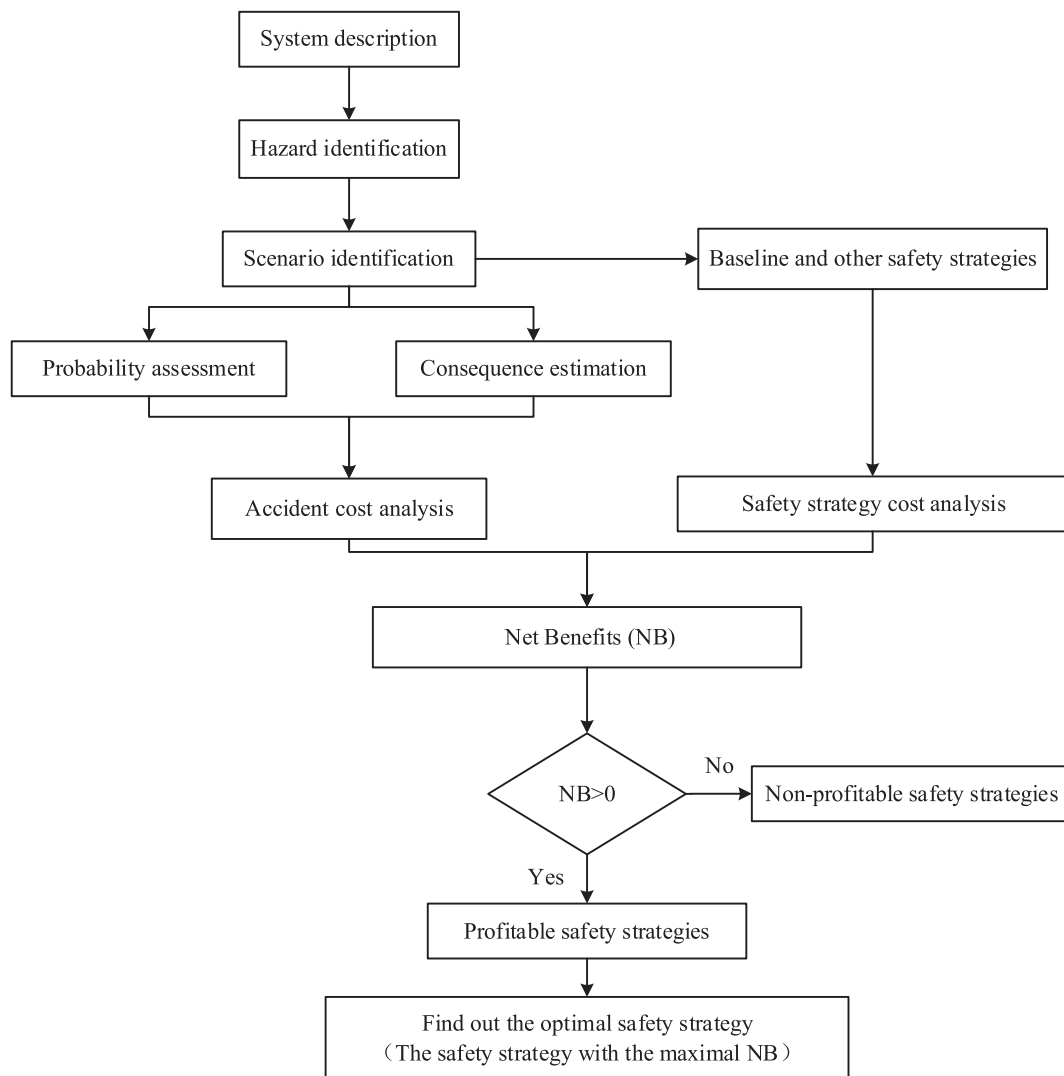 System description
Hazard identification
Scenario identification
Baseline and other safety strategies
Probability assessment
Consequence estimation
Accident cost analysis
Safety strategy cost analysis
Net Benefits (NB)
NB>0
No
Non-profitable safety strategies
Yes
Profitable safety strategies
Find out the optimal safety strategy
（The safety strategy with the maximal NB）